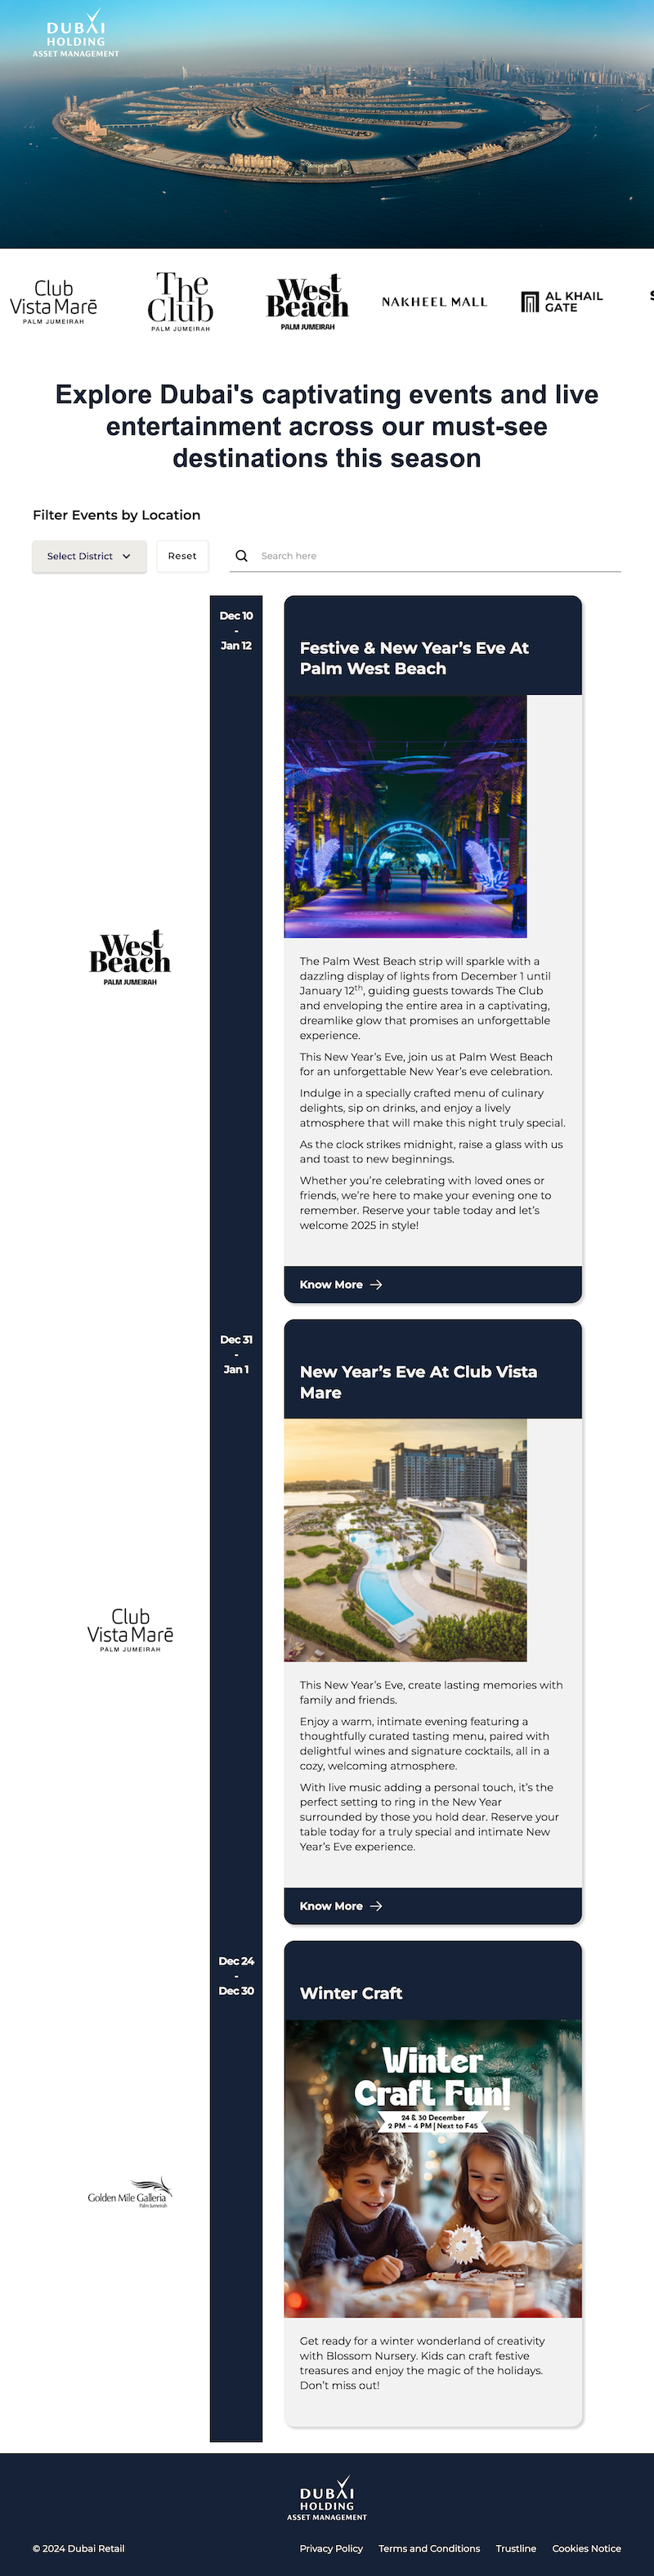 DUBAI
HOLDING
ASSET MANAGEMENT
Club
Vista Marē
PALM JUMEIRAH
The
Club
PALM JUMEIRAH
West
Beach
PALM JUMEIRAH
NAKHEEL MALL
AL KHAIL
GATE
Explore Dubai's captivating events and live
entertainment across our must-see
destinations this season
Filter Events by Location
Select District
Reset
Search here
Dec 10
-
Jan 12
Festive & New Year’s Eve At
Palm West Beach
West Beach
West
Beach
PALM JUMEIRAH
The Palm West Beach strip will sparkle with a
dazzling display of lights from December 1 until
January 12th, guiding guests towards The Club
and enveloping the entire area in a captivating,
dreamlike glow that promises an unforgettable
experience.
This New Year’s Eve, join us at Palm West Beach
for an unforgettable New Year’s eve celebration.
Indulge in a specially crafted menu of culinary
delights, sip on drinks, and enjoy a lively
atmosphere that will make this night truly special.
As the clock strikes midnight, raise a glass with us
and toast to new beginnings.
Whether you’re celebrating with loved ones or
friends, we’re here to make your evening one to
remember. Reserve your table today and let’s
welcome 2025 in style!
Know More
Dec 31
-
Jan 1
New Year’s Eve At Club Vista
Mare
Club
Vista Marē
PALM JUMEIRAH
This New Year’s Eve, create lasting memories with
family and friends.
Enjoy a warm, intimate evening featuring a
thoughtfully curated tasting menu, paired with
delightful wines and signature cocktails, all in a
cozy, welcoming atmosphere.
With live music adding a personal touch, it’s the
perfect setting to ring in the New Year
surrounded by those you hold dear. Reserve your
table today for a truly special and intimate New
Year’s Eve experience.
Know More
Dec 24
-
Dec 30
Winter Craft
Winter
Craft Fun!
24 & 30 December
2 PM - 4 PM | Next to F45
Golden Mile Galleria
Palm Jumeirah
Get ready for a winter wonderland of creativity
with Blossom Nursery. Kids can craft festive
treasures and enjoy the magic of the holidays.
Don’t miss out!
DUBAI
HOLDING
ASSET MANAGEMENT
© 2024 Dubai Retail
Privacy Policy
Terms and Conditions
Trustline
Cookies Notice